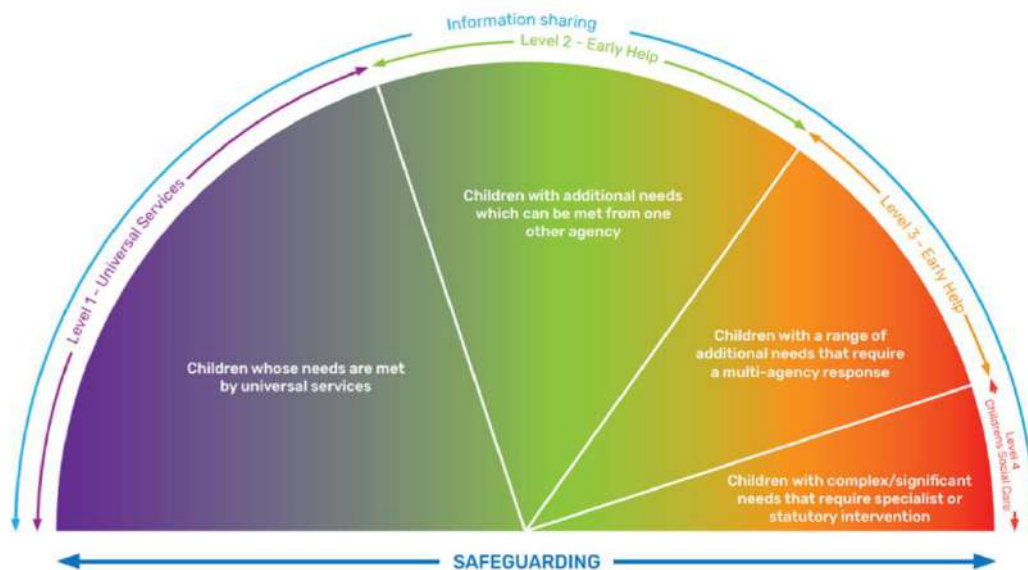 Information sharing
Level 2 - Early Help
Level 1 - Universal Services
Level 3 - Early Help
Level 4
Childrens Social Care
Children with additional needs
which can be met from one
other agency
Children whose needs are met
by universal services
Children with a range of
additional needs that require
a multi-agency response
Children with complex/significant
needs that require specialist or
statutory intervention
SAFEGUARDING